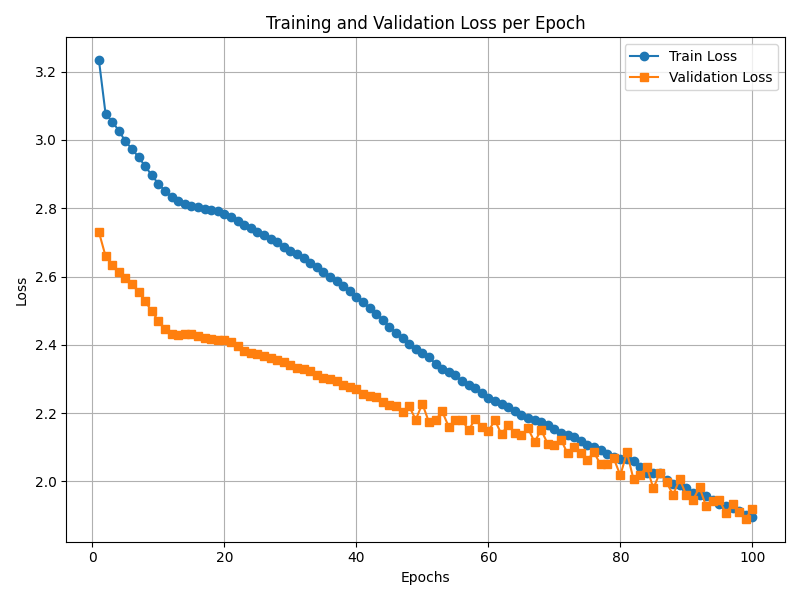 Training and Validation Loss per Epoch
Train Loss
Validation Loss
3.2
3.0
2.8
2.6
2.4
2.2
2.0
Loss
0 20 40 60 80 100
Epochs